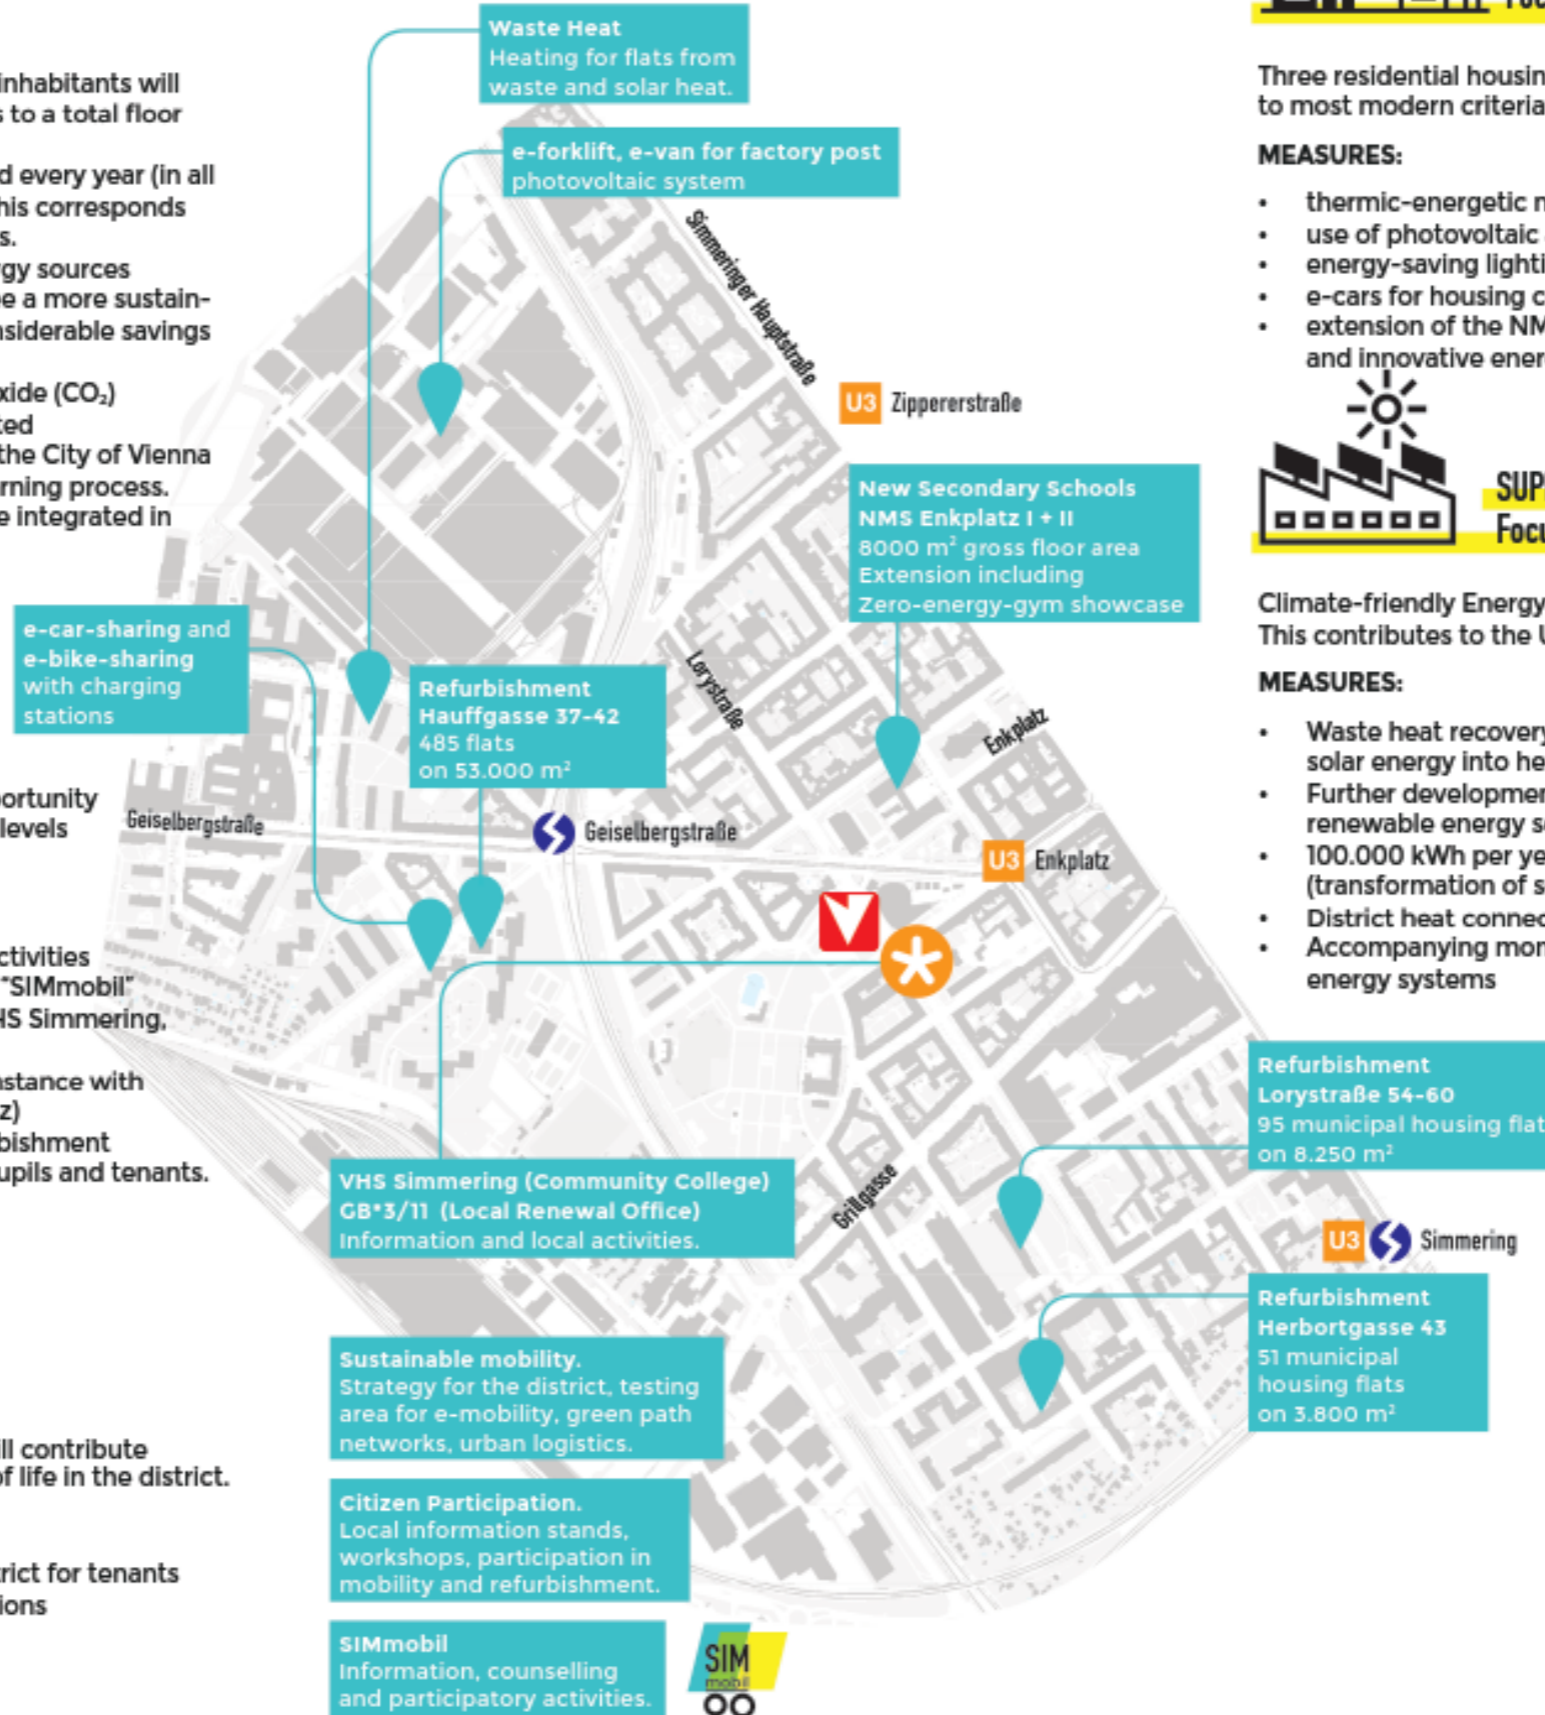 inhabitants will
s to a total floor
d every year (in all
his corresponds
s.
rgy sources
e a more sustain-
nsiderable savings
xide (CO₂)
ted
the City of Vienna
rning process.
e integrated in
portunity
levels
ctivities
"SIMmobil"
HS Simmering,
nstance with
z)
bishment
upils and tenants.
ll contribute
of life in the district.
trict for tenants
ions
Waste Heat
Heating for flats from
waste and solar heat.
e-forklift, e-van for factory post
photovoltaic system
Simmeringer Hauptstraße
U3 Zippererstraße
New Secondary Schools
NMS Enkplatz I + II
8000 m² gross floor area
Extension including
Zero-energy-gym showcase
e-car-sharing and
e-bike-sharing
with charging
stations
Refurbishment
Hauffgasse 37-42
485 flats
on 53.000 m²
Lorystraße
Enkplatz
Geiselbergstraße
Geiselbergstraße
U3 Enkplatz
VHS Simmering (Community College)
GB*3/11 (Local Renewal Office)
Information and local activities.
Grillgasse
Refurbishment
Lorystraße 54-60
95 municipal housing flat
on 8.250 m²
U3 Simmering
Refurbishment
Herbortgasse 43
51 municipal
housing flats
on 3.800 m²
Sustainable mobility.
Strategy for the district, testing
area for e-mobility, green path
networks, urban logistics.
Citizen Participation.
Local information stands,
workshops, participation in
mobility and refurbishment.
SIMmobil
Information, counselling
and participatory activities.
SIM
mobil
Three residential housin
to most modern criteria
MEASURES:
• thermic-energetic n
• use of photovoltaic
• energy-saving lighti
• e-cars for housing c
• extension of the NM
and innovative ener
SUP
Focu
Climate-friendly Energy
This contributes to the U
MEASURES:
• Waste heat recovery
solar energy into he
• Further developmen
renewable energy s
• 100.000 kWh per ye
(transformation of s
• District heat connec
• Accompanying mon
energy systems